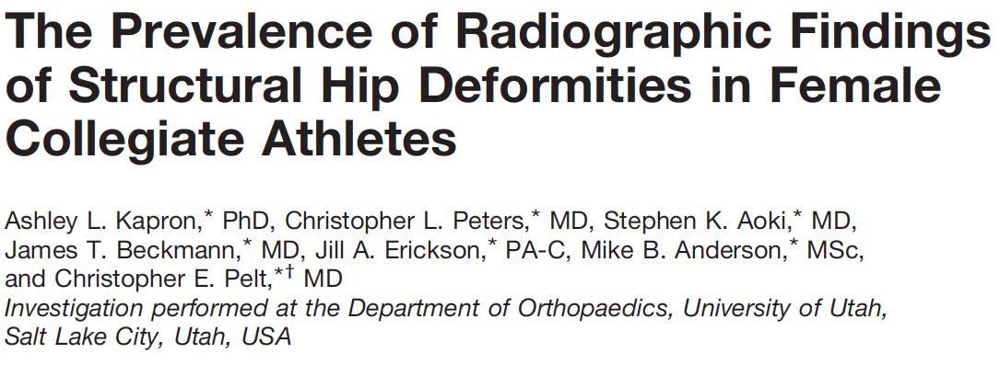 The Prevalence of Radiographic Findings
of Structural Hip Deformities in Female
Collegiate Athletes
Ashley L. Kapron,* PhD, Christopher L. Peters,* MD, Stephen K. Aoki,* MD,
James T. Beckmann,* MD, Jill A. Erickson,* PA-C, Mike B. Anderson,* MSc,
and Christopher E. Pelt,*† MD
Investigation performed at the Department of Orthopaedics, University of Utah,
Salt Lake City, Utah, USA